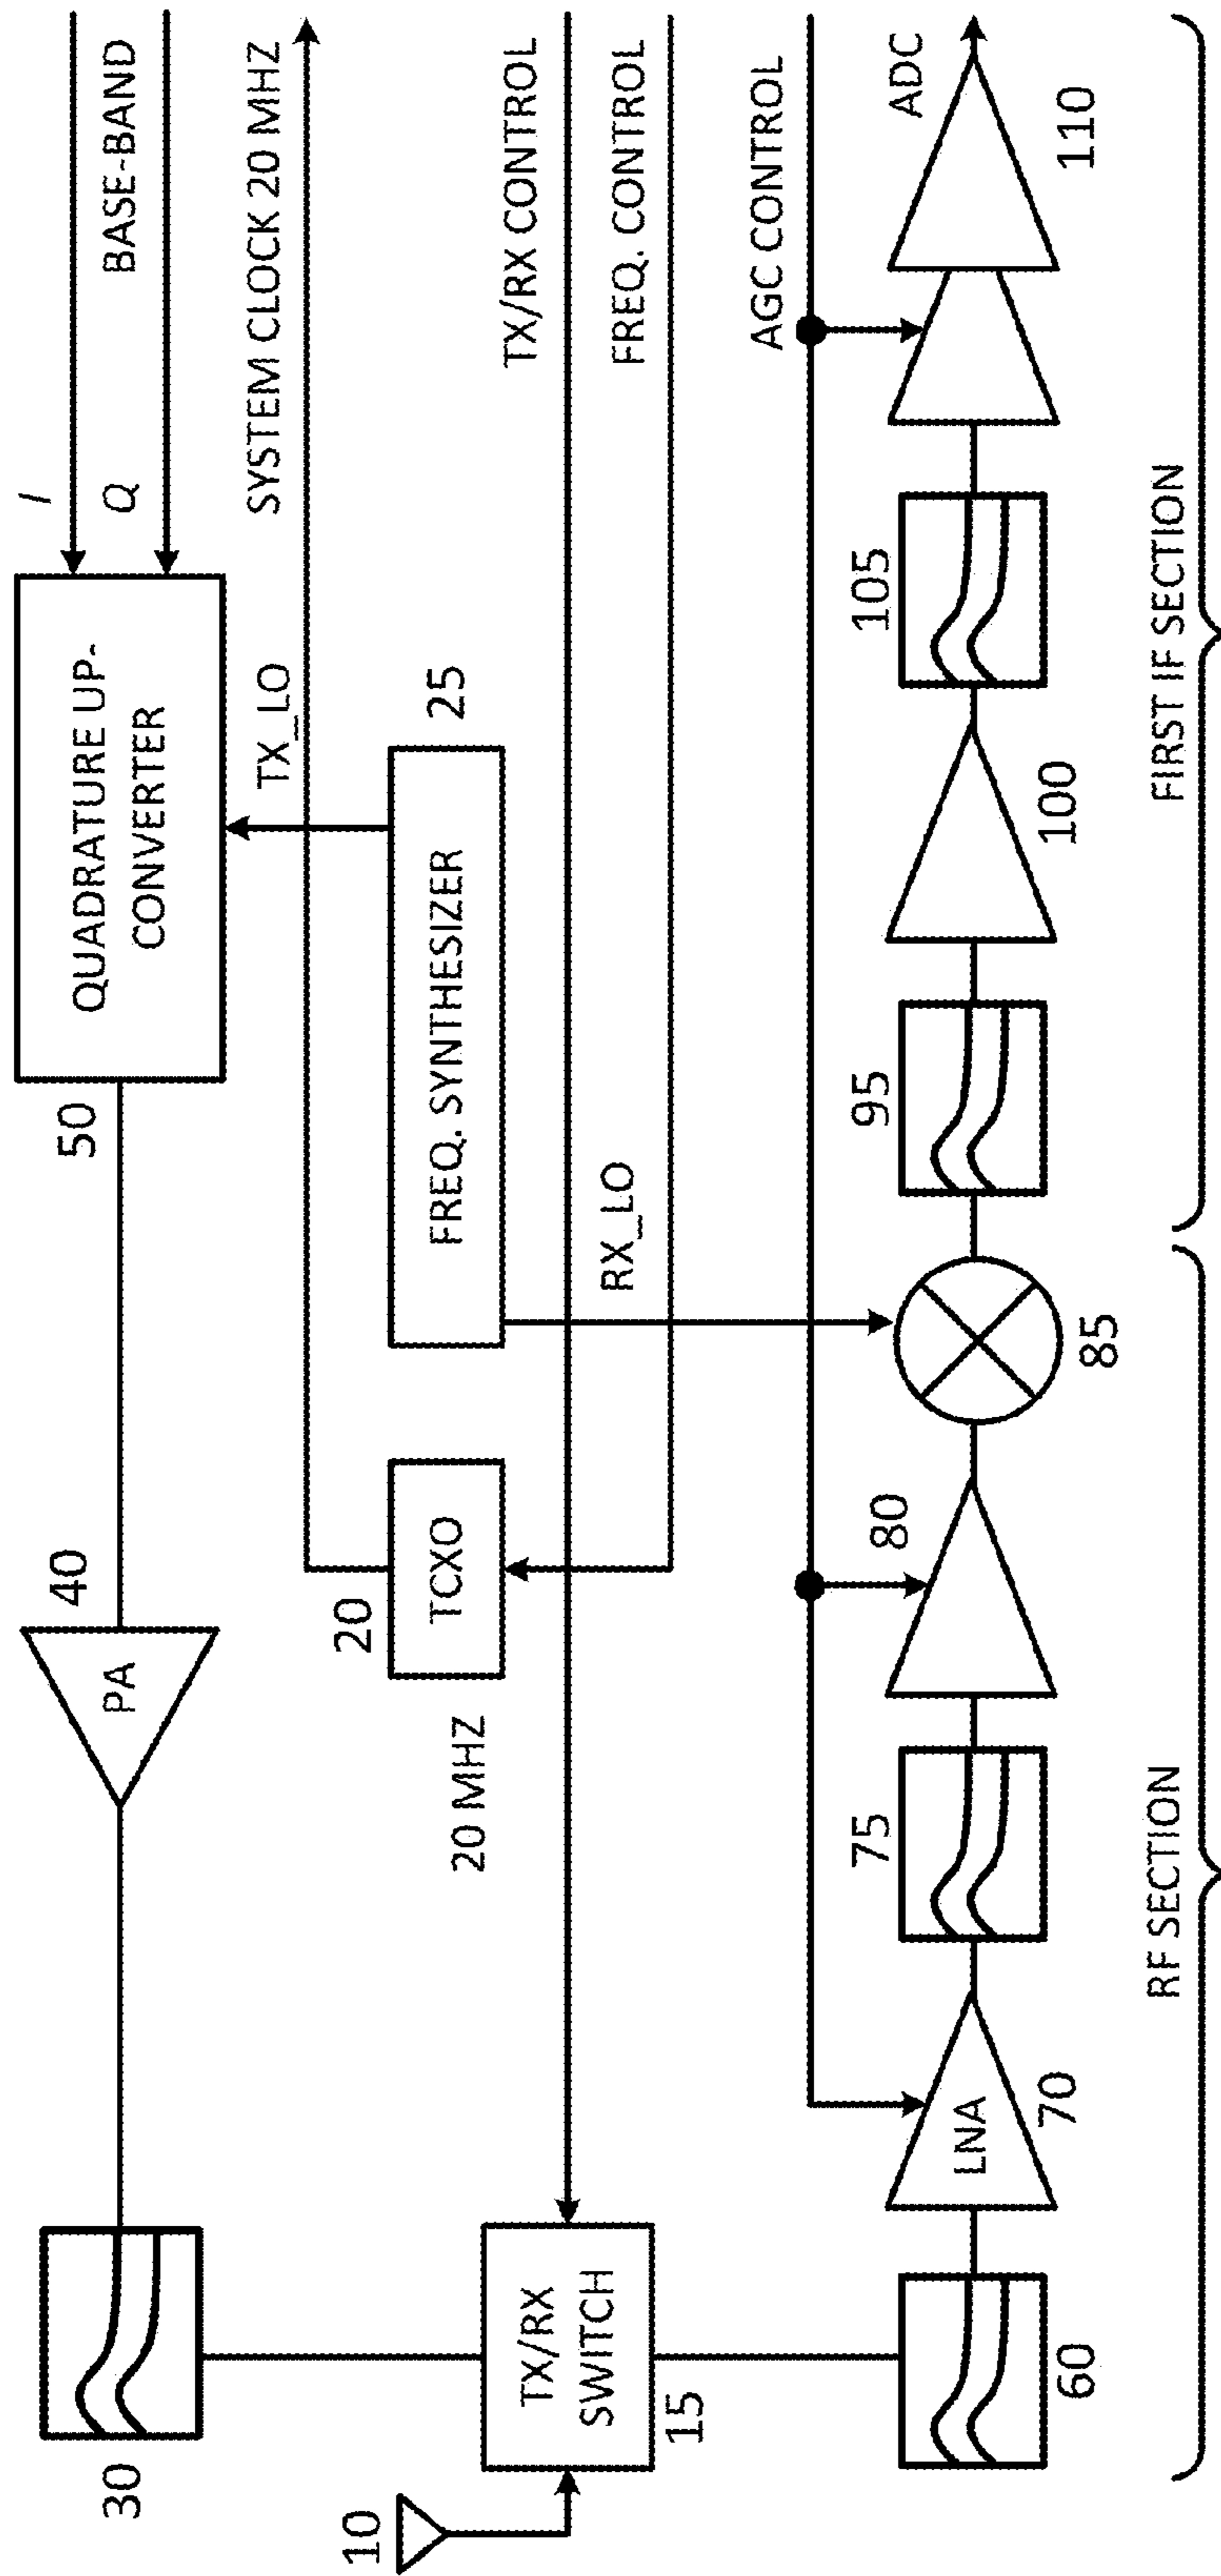 I
Q
BASE-BAND
QUADRATURE UP-
CONVERTER
50
40
PA
30
SYSTEM CLOCK 20 MHZ
TX_LO
25
FREQ. SYNTHESIZER
20
TCXO
20 MHZ
TX/RX CONTROL
FREQ. CONTROL
RX_LO
10
TX/RX
SWITCH
15
AGC CONTROL
60
LNA
70
75
80
85
95
100
105
ADC
110
RF SECTION
FIRST IF SECTION